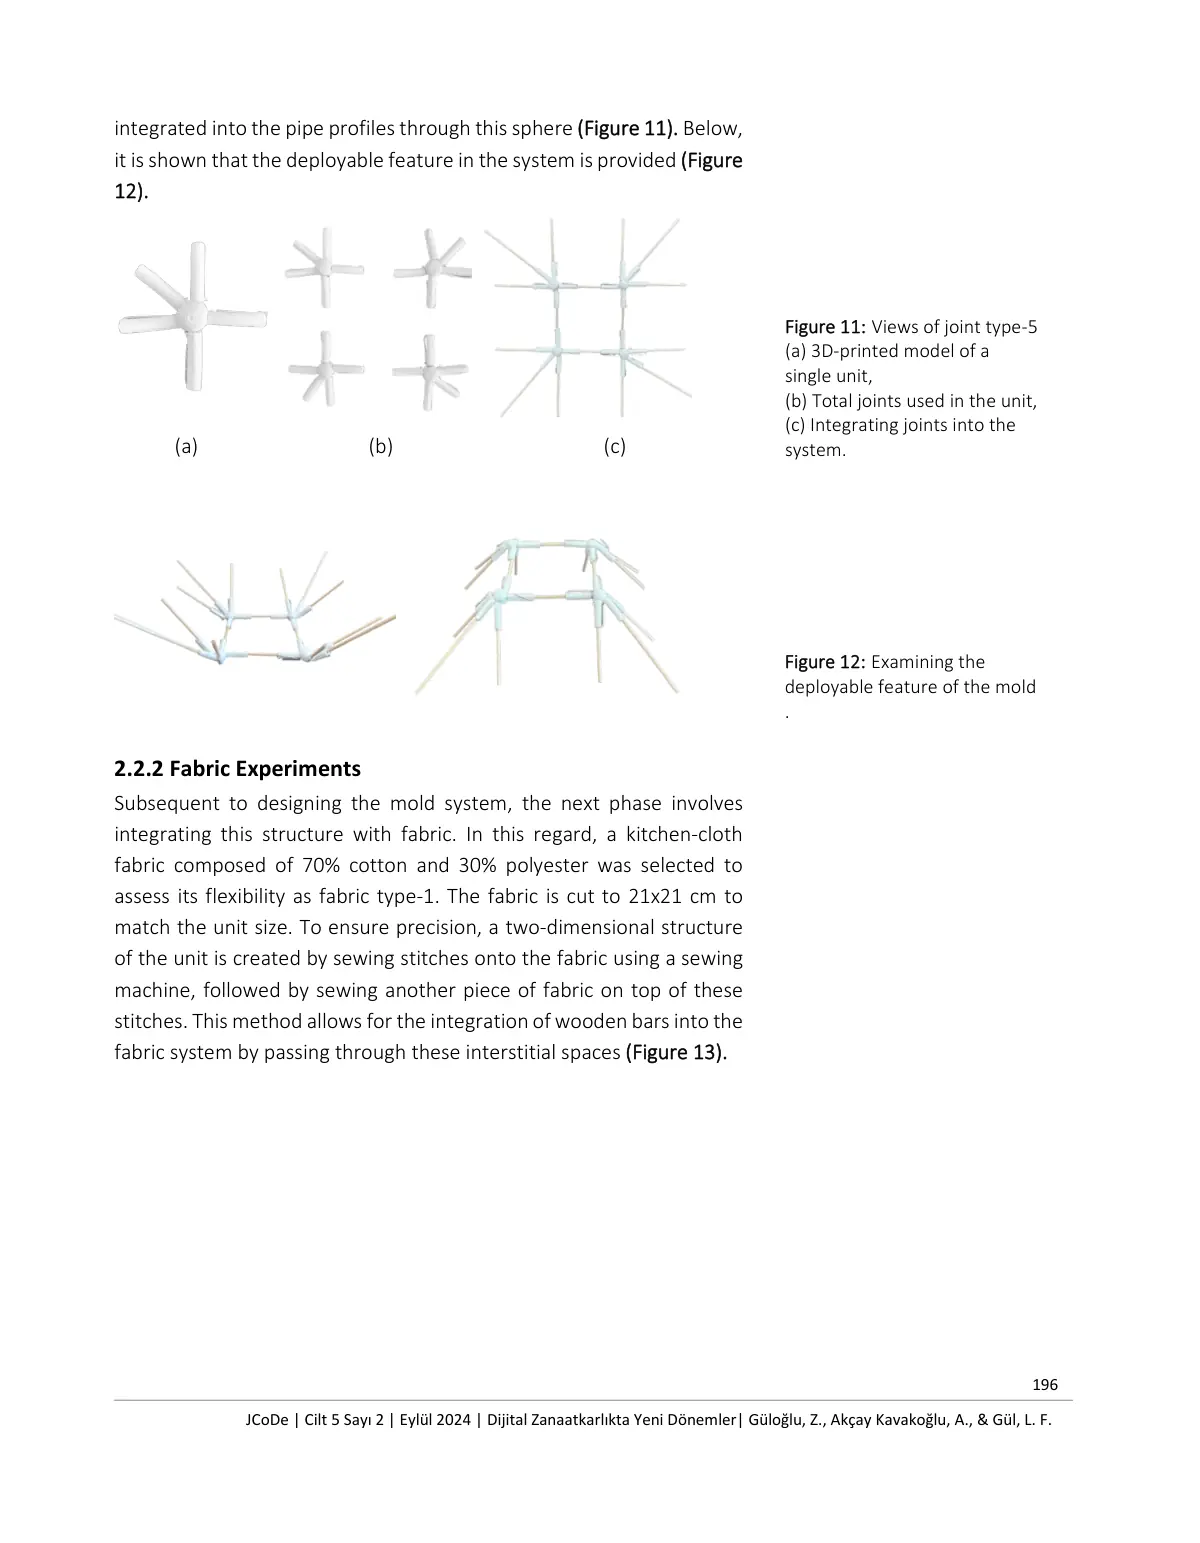 integrated into the pipe profiles through this sphere (Figure 11). Below,
it is shown that the deployable feature in the system is provided (Figure
12).
(a)
(b)
(c)
Figure 11: Views of joint type-5
(a) 3D-printed model of a
single unit,
(b) Total joints used in the unit,
(c) Integrating joints into the
system.
Figure 12: Examining the
deployable feature of the mold
.
2.2.2 Fabric Experiments
Subsequent to designing the mold system, the next phase involves
integrating this structure with fabric. In this regard, a kitchen-cloth
fabric composed of 70% cotton and 30% polyester was selected to
assess its flexibility as fabric type-1. The fabric is cut to 21x21 cm to
match the unit size. To ensure precision, a two-dimensional structure
of the unit is created by sewing stitches onto the fabric using a sewing
machine, followed by sewing another piece of fabric on top of these
stitches. This method allows for the integration of wooden bars into the
fabric system by passing through these interstitial spaces (Figure 13).
196
JCoDe | Cilt 5 Sayı 2 | Eylül 2024 | Dijital Zanaatkarlıkta Yeni Dönemler| Güloğlu, Z., Akçay Kavakoğlu, A., & Gül, L. F.